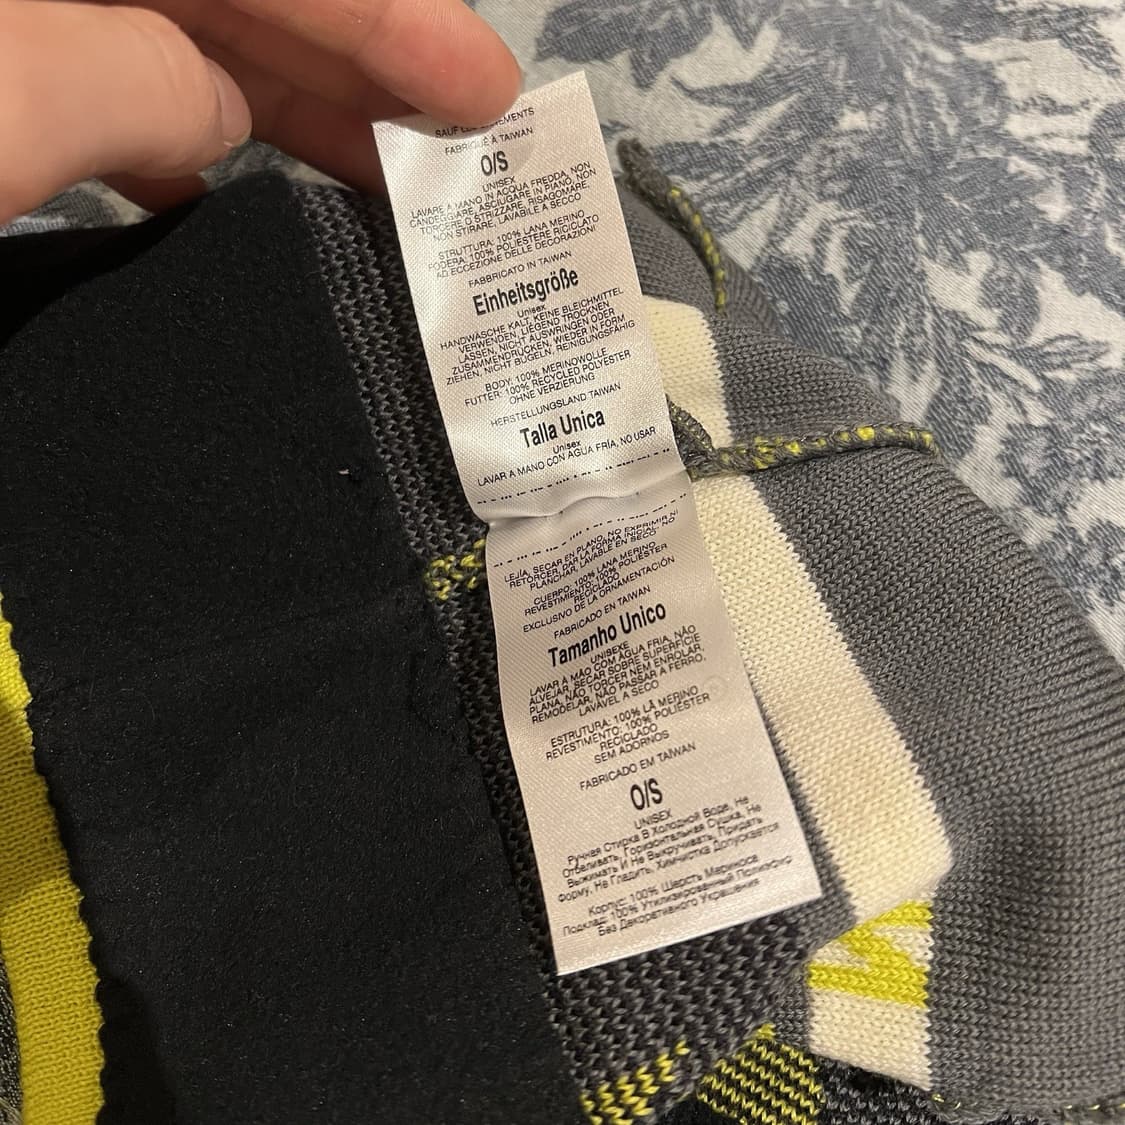 SAUF LES ORNEMENTS
FABRIQUÉ À TAIWAN
O/S
UNISEX
LAVARE A MANO IN ACQUA FREDDA, NON
CANDEGGIARE, ASCIUGARE IN PIANO, NON
TORCERE O STRIZZARE, RISAGOMARE,
NON STIRARE, LAVABILE A SECCO
STRUTTURA: 100% LANA MERINO
FODERA: 100% POLIESTERE RICICLATO
AD ECCEZIONE DELLE DECORAZIONI
FABBRICATO IN TAIWAN
Einheitsgröße
Unisex
HANDWÄSCHE KALT, KEINE BLEICHMITTEL
VERWENDEN, LIEGEND TROCKNEN
LASSEN, NICHT AUSWRINGEN ODER
ZUSAMMENDRÜCKEN, WIEDER IN FORM
ZIEHEN, NICHT BÜGELN, REINIGUNGSFÄHIG
BODY: 100% MERINOWOLLE
FUTTER: 100% RECYCLED POLYESTER
OHNE VERZIERUNG
HERSTELLUNGSLAND TAIWAN
Talla Unica
Unisex
LAVAR A MANO CON AGUA FRÍA, NO USAR
LEJÍA, SECAR EN PLANO, NO EXPRIMIR NI
RETORCER, DAR LA FORMA INICIAL, NO
PLANCHAR, LAVABLE EN SECO
CUERPO: 100% LANA MERINO
REVESTIMIENTO: 100% POLIÉSTER
RECICLADO
EXCLUSIVO DE LA ORNAMENTACIÓN
FABRICADO EN TAIWAN
Tamanho Unico
UNISEXE
LAVAR À MÃO COM ÁGUA FRIA, NÃO
ALVEJAR, SECAR SOBRE SUPERFÍCIE
PLANA, NÃO TORCER NEM ENROLAR,
REMODELAR, NÃO PASSAR A FERRO,
LAVÁVEL A SECO
ESTRUTURA: 100% LÃ MERINO
REVESTIMENTO: 100% POLIÉSTER
RECICLADO
SEM ADORNOS
FABRICADO EM TAIWAN
O/S
UNISEX
Ручная Стирка В Холодной Воде, Не
Отбеливать, Горизонтальная Сушка, Не
Выжимать И Не Выкручивать, Придать
Форму, Не Гладить, Химчистка Допускается
Корпус: 100% Шерсть Мериноса
Подклад: 100% Утилизированный Полиэфир
Без Декоративного Украшения